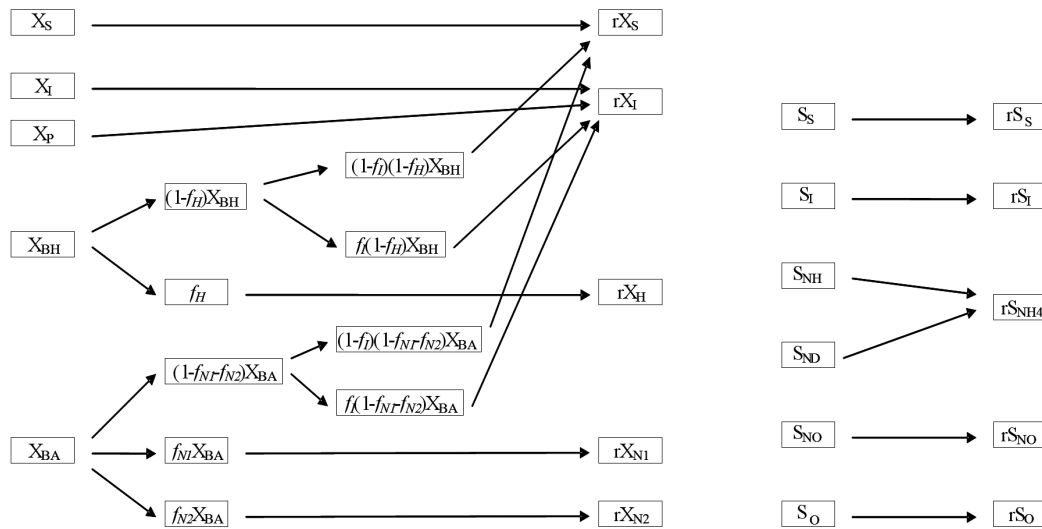 X_S
rX_S
X_I
rX_I
X_P
(1-f_I)(1-f_H)X_BH
(1-f_H)X_BH
X_BH
f_I(1-f_H)X_BH
f_H
rX_H
(1-f_I)(1-f_N1-f_N2)X_BA
(1-f_N1-f_N2)X_BA
f_I(1-f_N1-f_N2)X_BA
X_BA
f_N1X_BA
rX_N1
f_N2X_BA
rX_N2
S_S
rS_S
S_I
rS_I
S_NH
rS_NH4
S_ND
S_NO
rS_NO
S_O
rS_O